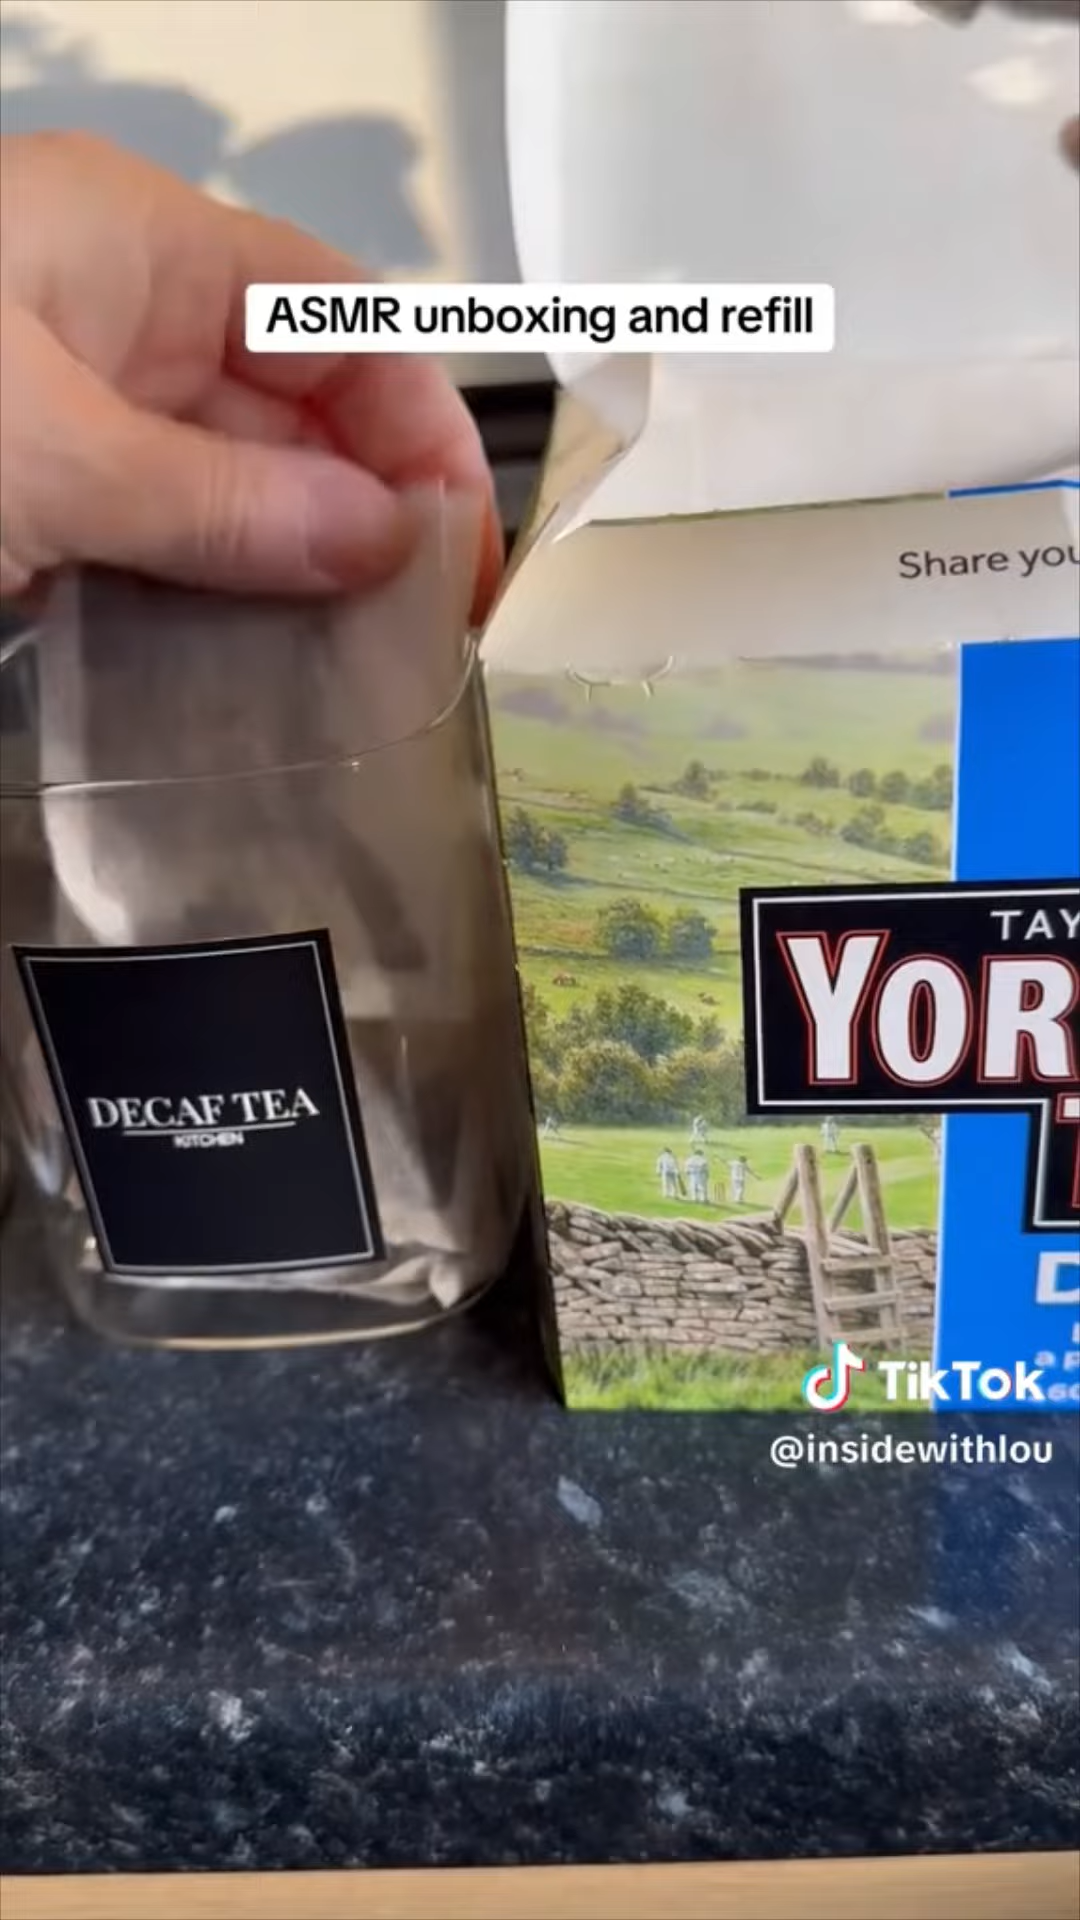 ASMR unboxing and refill
Share you
TAY
YOR
T
D
DECAF TEA
KITCHEN
a p
TikTok
@insidewithlou